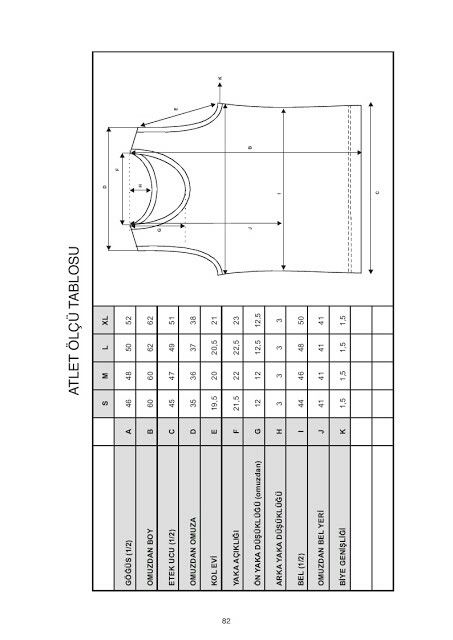 ATLET ÖLÇÜ TABLOSU
S M L XL
GÖĞÜS (1/2) A 46 48 50 52
OMUZDAN BOY B 60 60 62 62
ETEK UCU (1/2) C 45 47 49 51
OMUZDAN OMUZA D 35 36 37 38
KOL EVİ E 19,5 20 20,5 21
YAKA AÇIKLIĞI F 21,5 22 22,5 23
ÖN YAKA DÜŞÜKLÜĞÜ (omuzdan) G 12 12 12,5 12,5
ARKA YAKA DÜŞÜKLÜĞÜ H 3 3 3 3
BEL (1/2) I 44 46 48 50
OMUZDAN BEL YERİ J 41 41 41 41
BİYE GENİŞLİĞİ K 1,5 1,5 1,5 1,5
D
F
H
G
E
K
J
B
I
C
82